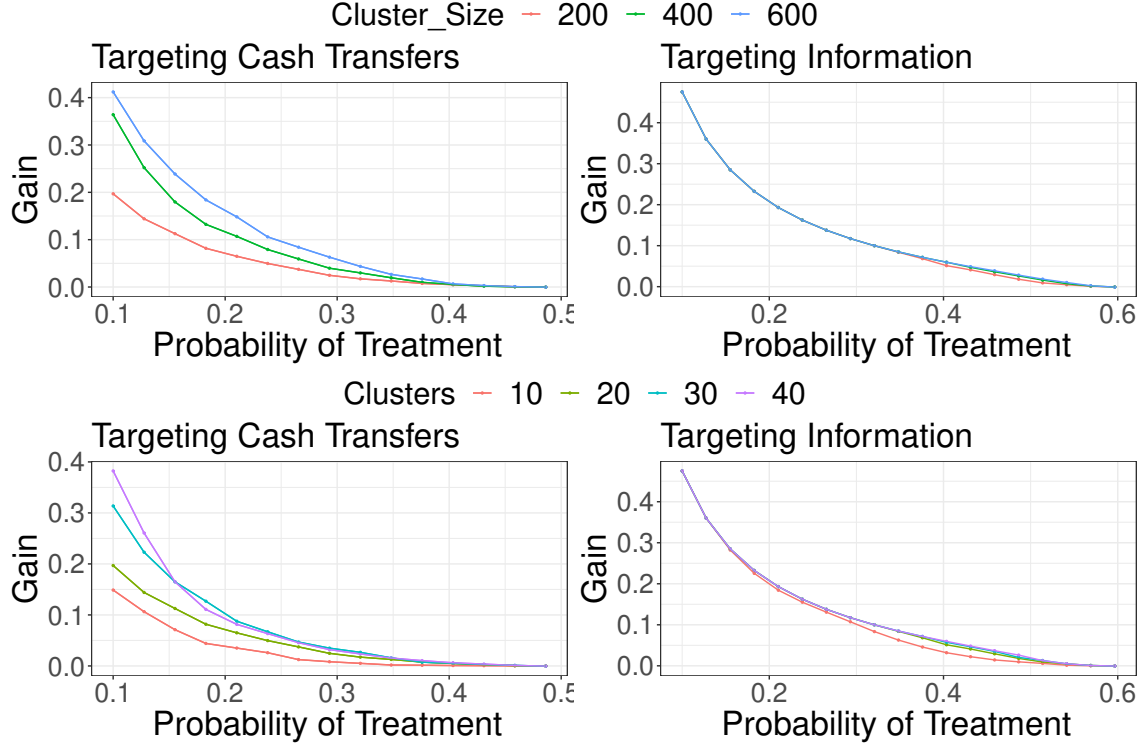 Cluster_Size 200 400 600
Targeting Cash Transfers
Gain
0.4
0.3
0.2
0.1
0.0
0.1 0.2 0.3 0.4 0.5
Probability of Treatment
Targeting Information
Gain
0.4
0.3
0.2
0.1
0.0
0.2 0.4 0.6
Probability of Treatment
Clusters 10 20 30 40
Targeting Cash Transfers
Gain
0.4
0.3
0.2
0.1
0.0
0.1 0.2 0.3 0.4 0.5
Probability of Treatment
Targeting Information
Gain
0.4
0.3
0.2
0.1
0.0
0.2 0.4 0.6
Probability of Treatment